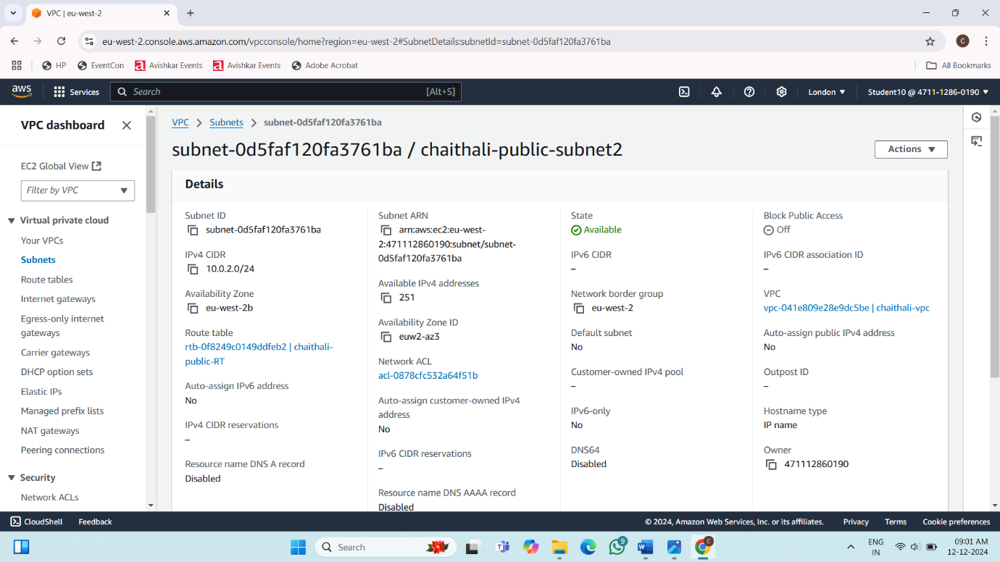 VPC | eu-west-2
eu-west-2.console.aws.amazon.com/vpcconsole/home?region=eu-west-2#SubnetDetails:subnetId=subnet-0d5faf120fa3761ba
C
HP
EventCon
Avishkar Events
Avishkar Events
Adobe Acrobat
All Bookmarks
aws
Services
Search
[Alt+S]
London
Student10 @ 4711-1286-0190
VPC dashboard
EC2 Global View
Filter by VPC
Virtual private cloud
Your VPCs
Subnets
Route tables
Internet gateways
Egress-only internet
gateways
Carrier gateways
DHCP option sets
Elastic IPs
Managed prefix lists
NAT gateways
Peering connections
Security
Network ACLs
VPC
Subnets
subnet-0d5faf120fa3761ba
subnet-0d5faf120fa3761ba / chaithali-public-subnet2
Actions
Details
Subnet ID
subnet-0d5faf120fa3761ba
IPv4 CIDR
10.0.2.0/24
Availability Zone
eu-west-2b
Route table
rtb-0f8249c0149ddfeb2 | chaithali-
public-RT
Auto-assign IPv6 address
No
IPv4 CIDR reservations
–
Resource name DNS A record
Disabled
Subnet ARN
arn:aws:ec2:eu-west-
2:471112860190:subnet/subnet-
0d5faf120fa3761ba
Available IPv4 addresses
251
Availability Zone ID
euw2-az3
Network ACL
acl-0878cfc532a64f51b
Auto-assign customer-owned IPv4
address
No
IPv6 CIDR reservations
–
Resource name DNS AAAA record
Disabled
State
Available
IPv6 CIDR
–
Network border group
eu-west-2
Default subnet
No
Customer-owned IPv4 pool
–
IPv6-only
No
DNS64
Disabled
Block Public Access
Off
IPv6 CIDR association ID
–
VPC
vpc-041e809e28e9dc5be | chaithali-vpc
Auto-assign public IPv4 address
No
Outpost ID
–
Hostname type
IP name
Owner
471112860190
CloudShell
Feedback
© 2024, Amazon Web Services, Inc. or its affiliates.
Privacy
Terms
Cookie preferences
Search
9
C
ENG
IN
09:01 AM
12-12-2024